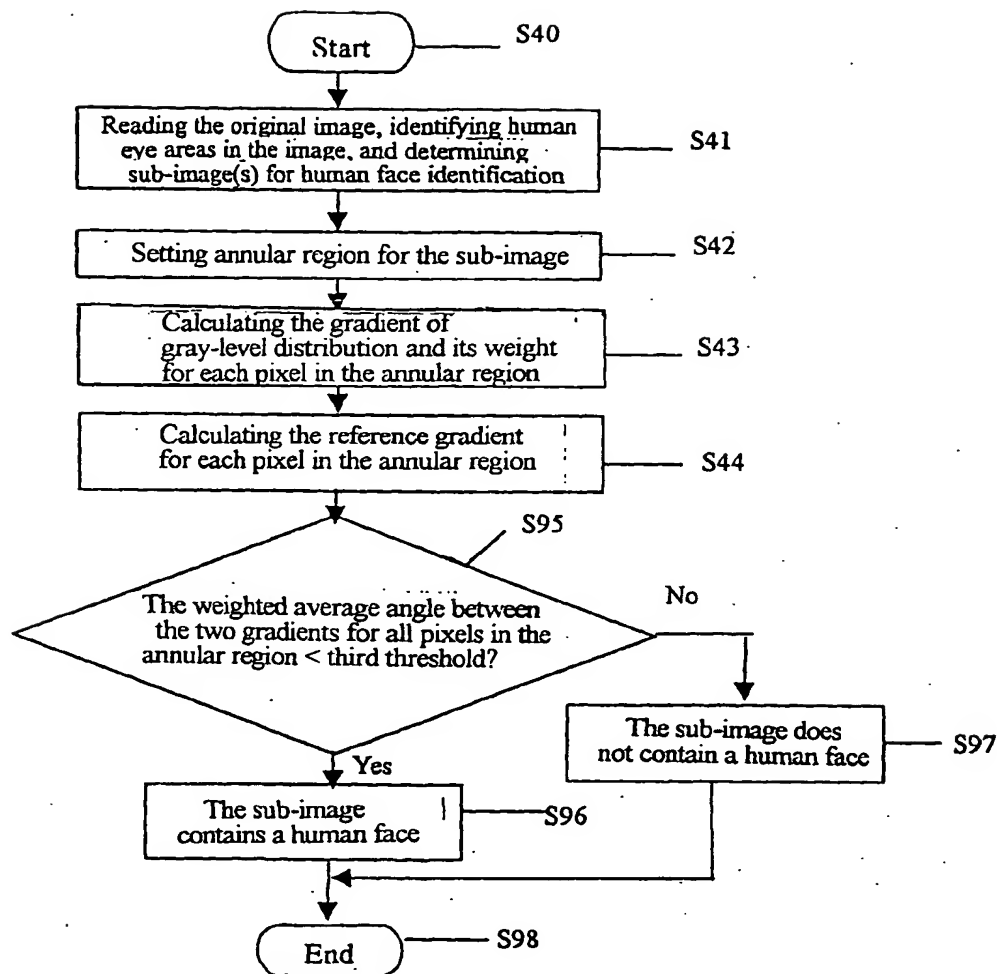 Start
S40
Reading the original image, identifying human
eye areas in the image, and determining
sub-image(s) for human face identification
S41
Setting annular region for the sub-image
S42
Calculating the gradient of
gray-level distribution and its weight
for each pixel in the annular region
S43
Calculating the reference gradient
for each pixel in the annular region
S44
S95
The weighted average angle between
the two gradients for all pixels in the
annular region < third threshold?
No
Yes
The sub-image does
not contain a human face
S97
The sub-image
contains a human face
S96
End
S98